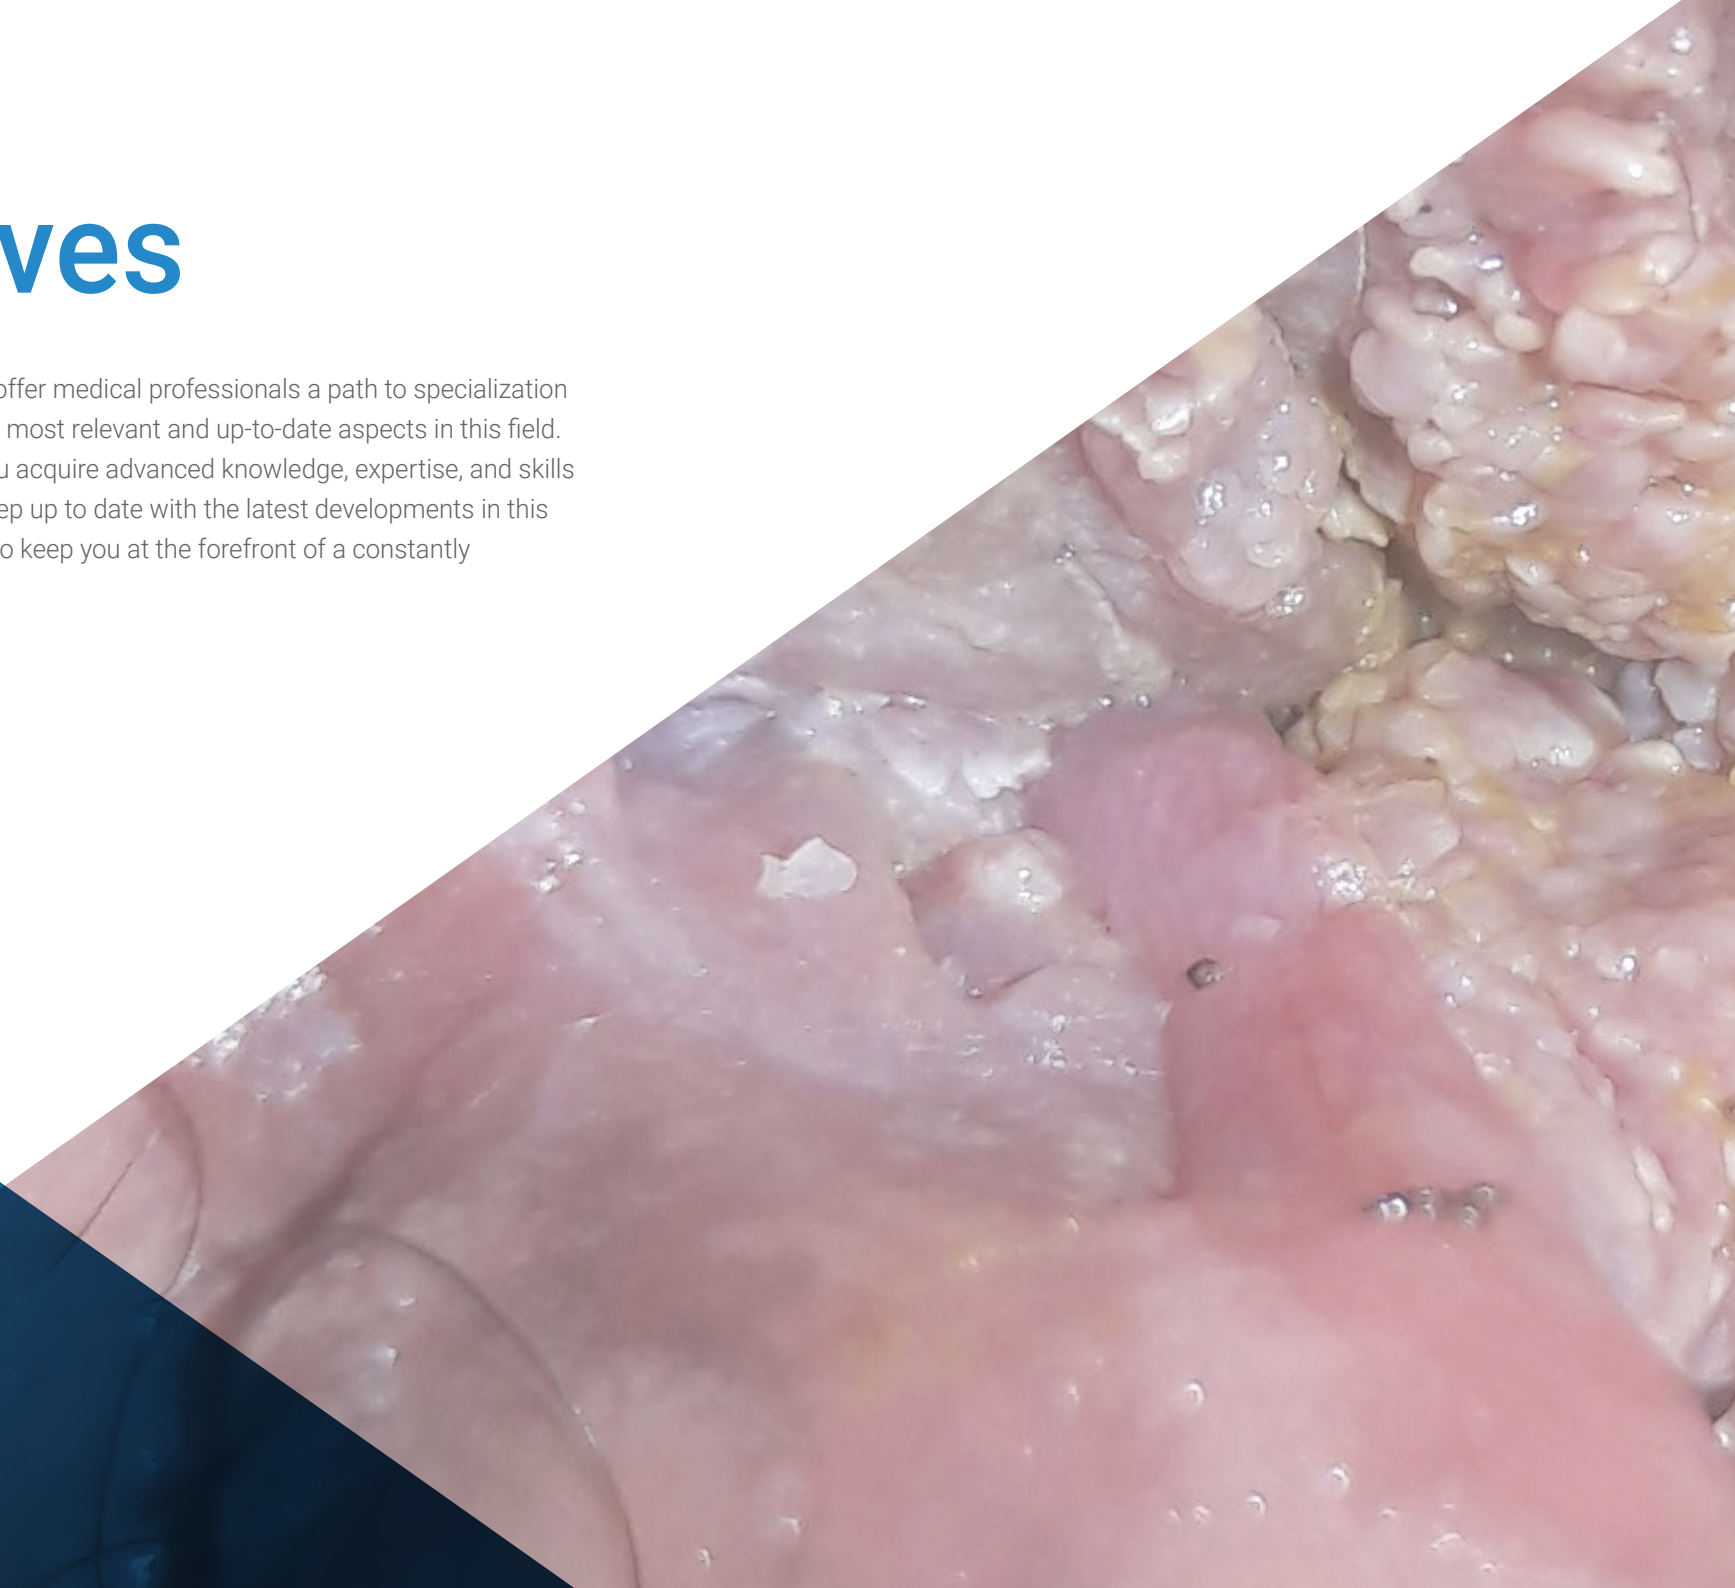 ves
offer medical professionals a path to specialization
most relevant and up-to-date aspects in this field.
u acquire advanced knowledge, expertise, and skills
ep up to date with the latest developments in this
o keep you at the forefront of a constantly